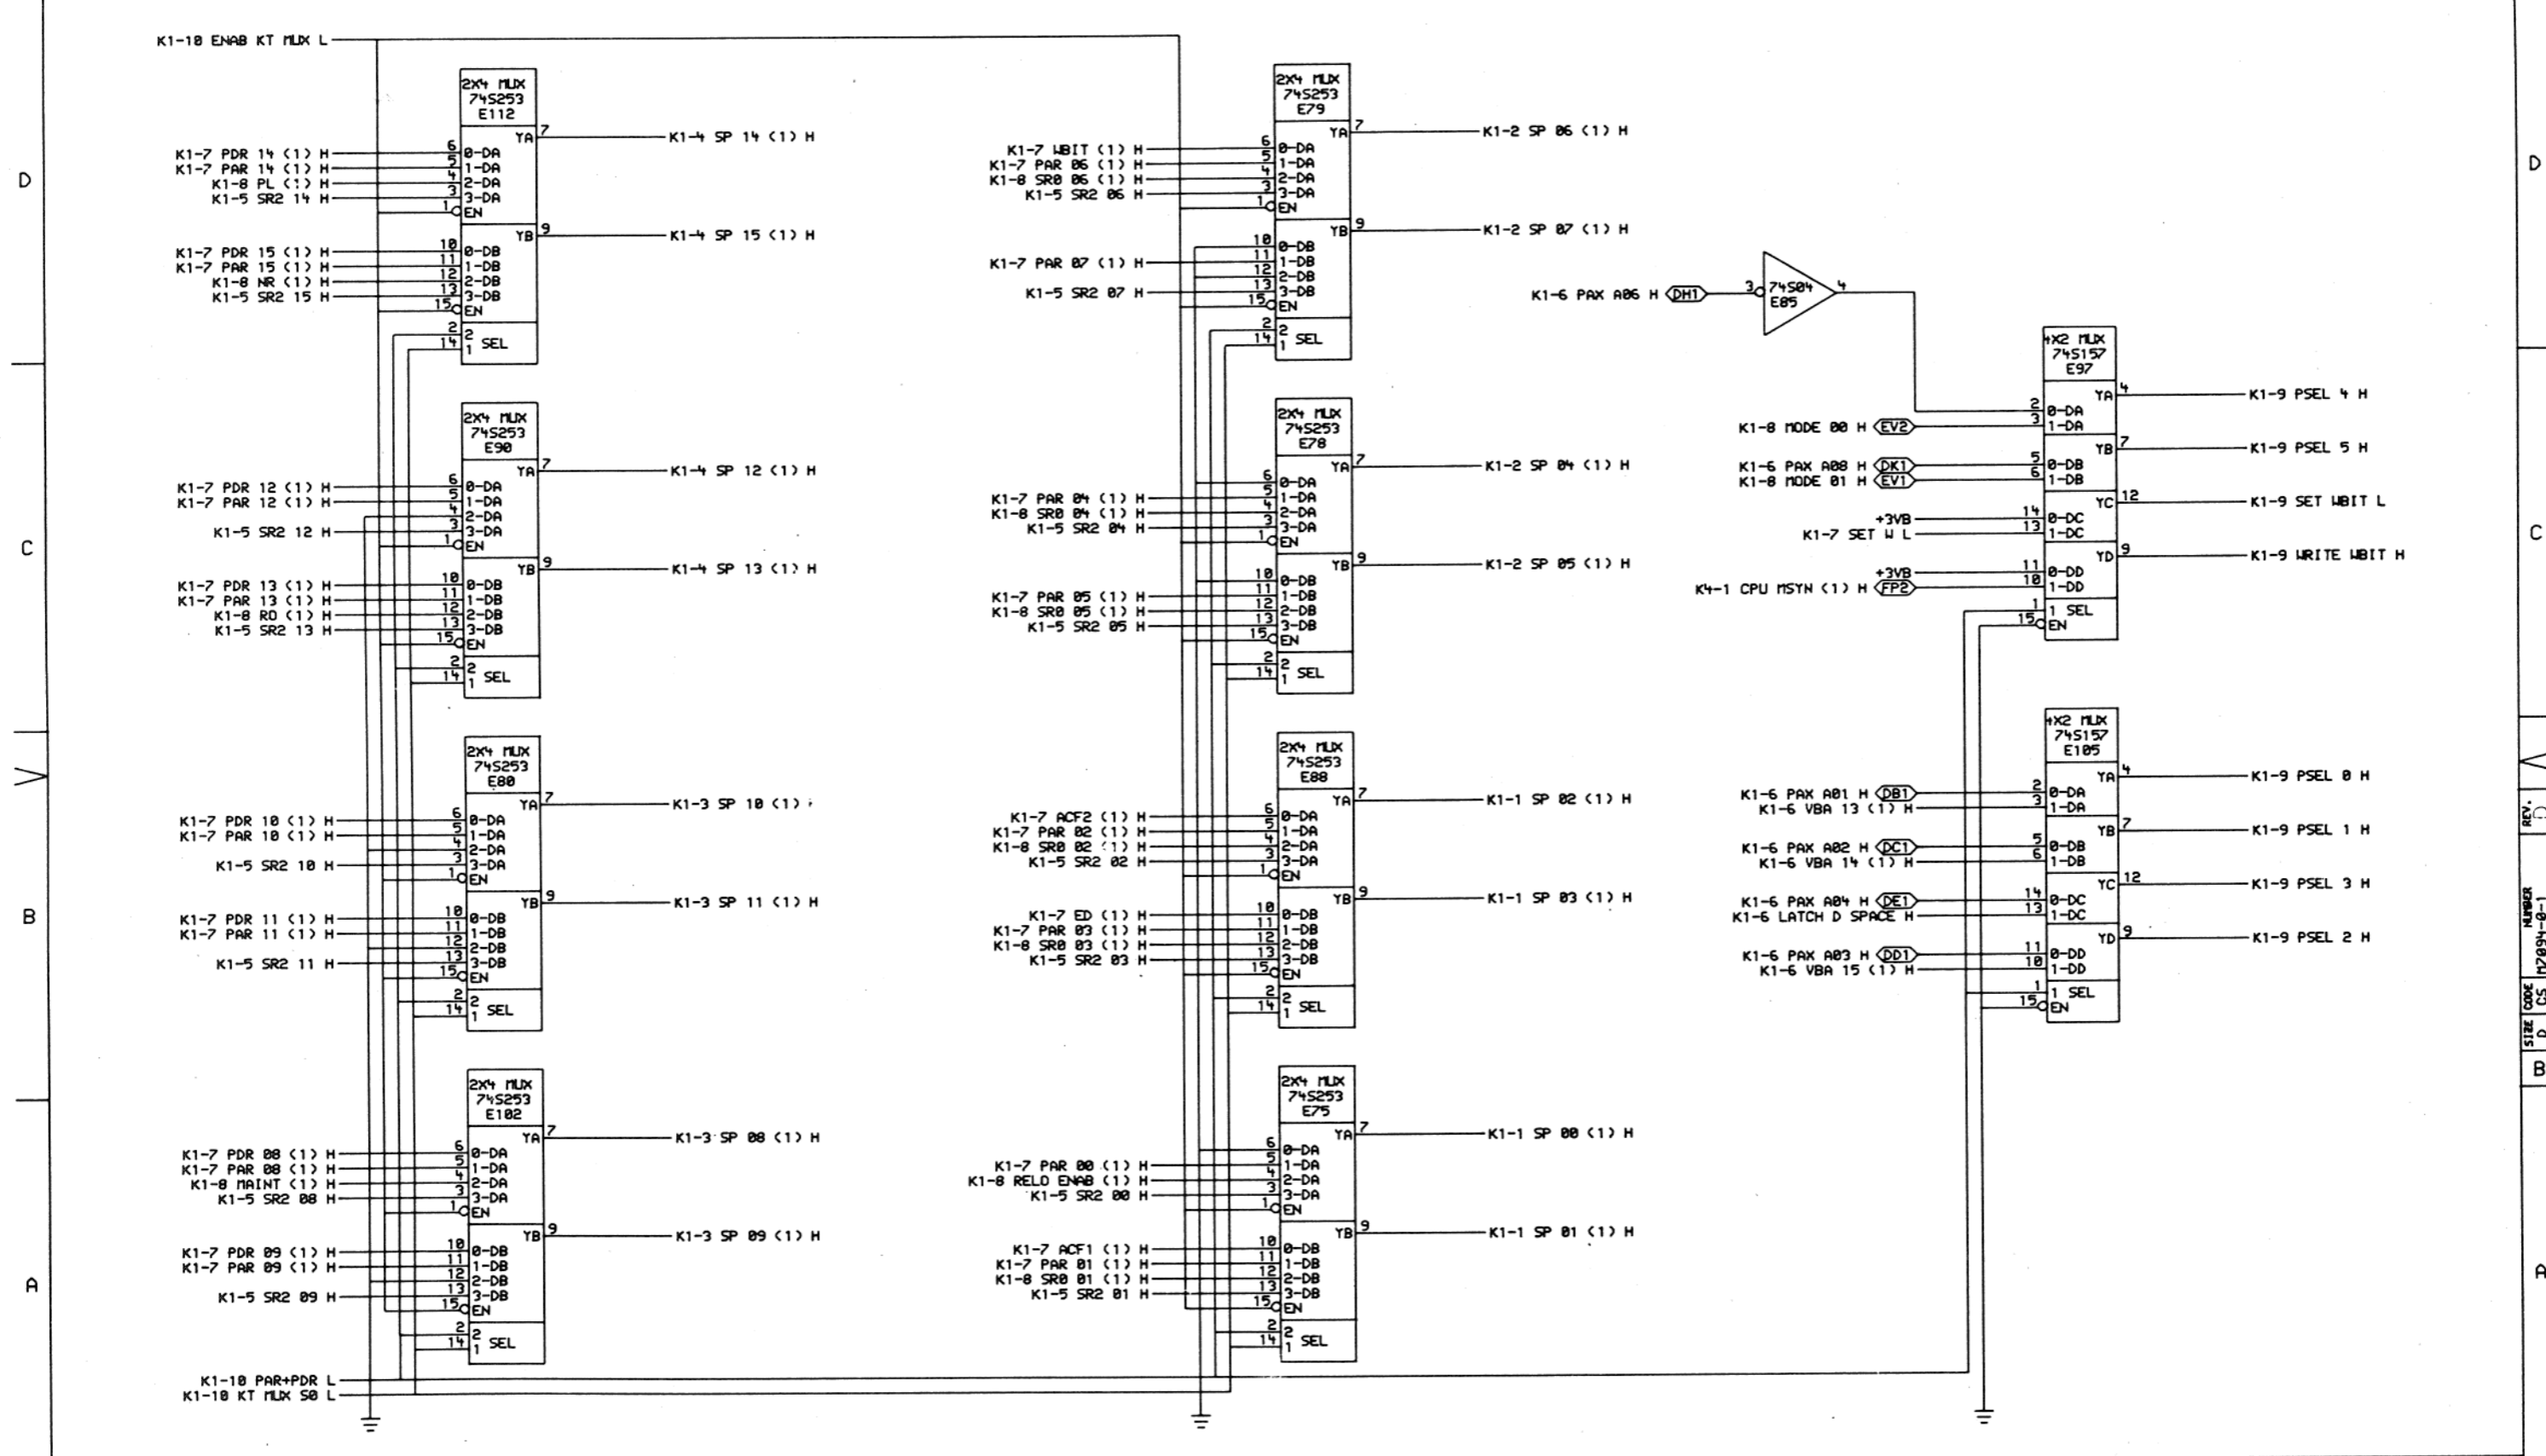 K1-10 ENAB KT MUX L
2X4 MUX
74S253
E112
YA 7
K1-4 SP 14 (1) H
K1-7 PDR 14 (1) H 6 0-DA
K1-7 PAR 14 (1) H 5 1-DA
K1-8 PL (1) H 4 2-DA
K1-5 SR2 14 H 3 3-DA
1 EN
YB 9
K1-4 SP 15 (1) H
K1-7 PDR 15 (1) H 10 0-DB
K1-7 PAR 15 (1) H 11 1-DB
K1-8 NR (1) H 12 2-DB
K1-5 SR2 15 H 13 3-DB
15 EN
2 2
14 1 SEL
2X4 MUX
74S253
E90
YA 7
K1-4 SP 12 (1) H
K1-7 PDR 12 (1) H 6 0-DA
K1-7 PAR 12 (1) H 5 1-DA
4 2-DA
K1-5 SR2 12 H 3 3-DA
1 EN
YB 9
K1-4 SP 13 (1) H
K1-7 PDR 13 (1) H 10 0-DB
K1-7 PAR 13 (1) H 11 1-DB
K1-8 RO (1) H 12 2-DB
K1-5 SR2 13 H 13 3-DB
15 EN
2 2
14 1 SEL
2X4 MUX
74S253
E80
YA 7
K1-3 SP 10 (1)
K1-7 PDR 10 (1) H 6 0-DA
K1-7 PAR 10 (1) H 5 1-DA
4 2-DA
K1-5 SR2 10 H 3 3-DA
1 EN
YB 9
K1-3 SP 11 (1) H
K1-7 PDR 11 (1) H 10 0-DB
K1-7 PAR 11 (1) H 11 1-DB
12 2-DB
K1-5 SR2 11 H 13 3-DB
15 EN
2 2
14 1 SEL
2X4 MUX
74S253
E102
YA 7
K1-3 SP 08 (1) H
K1-7 PDR 08 (1) H 6 0-DA
K1-7 PAR 08 (1) H 5 1-DA
K1-8 MAINT (1) H 4 2-DA
K1-5 SR2 08 H 3 3-DA
1 EN
YB 9
K1-3 SP 09 (1) H
K1-7 PDR 09 (1) H 10 0-DB
K1-7 PAR 09 (1) H 11 1-DB
12 2-DB
K1-5 SR2 09 H 13 3-DB
15 EN
2 2
14 1 SEL
K1-10 PAR+PDR L
K1-10 KT MUX S0 L
2X4 MUX
74S253
E79
YA 7
K1-2 SP 06 (1) H
K1-7 WBIT (1) H 6 0-DA
K1-7 PAR 06 (1) H 5 1-DA
K1-8 SR0 06 (1) H 4 2-DA
K1-5 SR2 06 H 3 3-DA
1 EN
YB 9
K1-2 SP 07 (1) H
10 0-DB
K1-7 PAR 07 (1) H 11 1-DB
12 2-DB
K1-5 SR2 07 H 13 3-DB
15 EN
2 2
14 1 SEL
2X4 MUX
74S253
E78
YA 7
K1-2 SP 04 (1) H
6 0-DA
K1-7 PAR 04 (1) H 5 1-DA
K1-8 SR0 04 (1) H 4 2-DA
K1-5 SR2 04 H 3 3-DA
1 EN
YB 9
K1-2 SP 05 (1) H
10 0-DB
K1-7 PAR 05 (1) H 11 1-DB
K1-8 SR0 05 (1) H 12 2-DB
K1-5 SR2 05 H 13 3-DB
15 EN
2 2
14 1 SEL
2X4 MUX
74S253
E88
YA 7
K1-1 SP 02 (1) H
K1-7 ACF2 (1) H 6 0-DA
K1-7 PAR 02 (1) H 5 1-DA
K1-8 SR0 02 (1) H 4 2-DA
K1-5 SR2 02 H 3 3-DA
1 EN
YB 9
K1-1 SP 03 (1) H
K1-7 ED (1) H 10 0-DB
K1-7 PAR 03 (1) H 11 1-DB
K1-8 SR0 03 (1) H 12 2-DB
K1-5 SR2 03 H 13 3-DB
15 EN
2 2
14 1 SEL
2X4 MUX
74S253
E75
YA 7
K1-1 SP 00 (1) H
6 0-DA
K1-7 PAR 00 (1) H 5 1-DA
K1-8 RELO ENAB (1) H 4 2-DA
K1-5 SR2 00 H 3 3-DA
1 EN
YB 9
K1-1 SP 01 (1) H
K1-7 ACF1 (1) H 10 0-DB
K1-7 PAR 01 (1) H 11 1-DB
K1-8 SR0 01 (1) H 12 2-DB
K1-5 SR2 01 H 13 3-DB
15 EN
2 2
14 1 SEL
K1-6 PAX A06 H DH1 3 74S04 4
E85
4X2 MUX
74S157
E97
YA 4 K1-9 PSEL 4 H
2 0-DA
K1-8 MODE 00 H EV2 3 1-DA
YB 7 K1-9 PSEL 5 H
K1-6 PAX A08 H DK1 5 0-DB
K1-8 MODE 01 H EV1 6 1-DB
YC 12 K1-9 SET WBIT L
+3VB 14 0-DC
K1-7 SET W L 13 1-DC
YD 9 K1-9 WRITE WBIT H
+3VB 11 0-DD
K4-1 CPU MSYN (1) H FP2 10 1-DD
1 1 SEL
15 EN
4X2 MUX
74S157
E105
YA 4 K1-9 PSEL 0 H
K1-6 PAX A01 H DB1 2 0-DA
K1-6 VBA 13 (1) H 3 1-DA
YB 7 K1-9 PSEL 1 H
K1-6 PAX A02 H DC1 5 0-DB
K1-6 VBA 14 (1) H 6 1-DB
YC 12 K1-9 PSEL 3 H
K1-6 PAX A04 H DE1 14 0-DC
K1-6 LATCH D SPACE H 13 1-DC
YD 9 K1-9 PSEL 2 H
K1-6 PAX A03 H DD1 11 0-DD
K1-6 VBA 15 (1) H 10 1-DD
1 1 SEL
15 EN
D
C
B
A
D
C
B
A
REV.
NUMBER
M7094-0-1
CODE
CS
SIZE
D